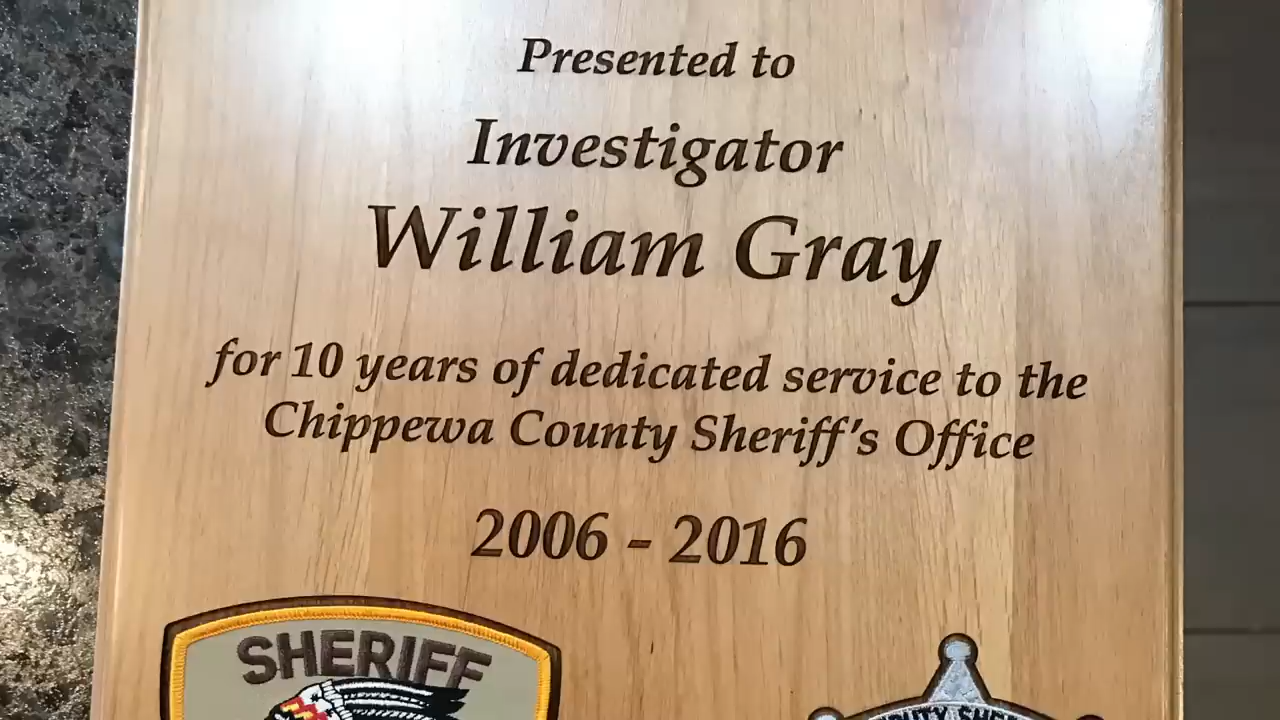 Presented to
Investigator
William Gray
for 10 years of dedicated service to the
Chippewa County Sheriff's Office
2006 - 2016
SHERIFF